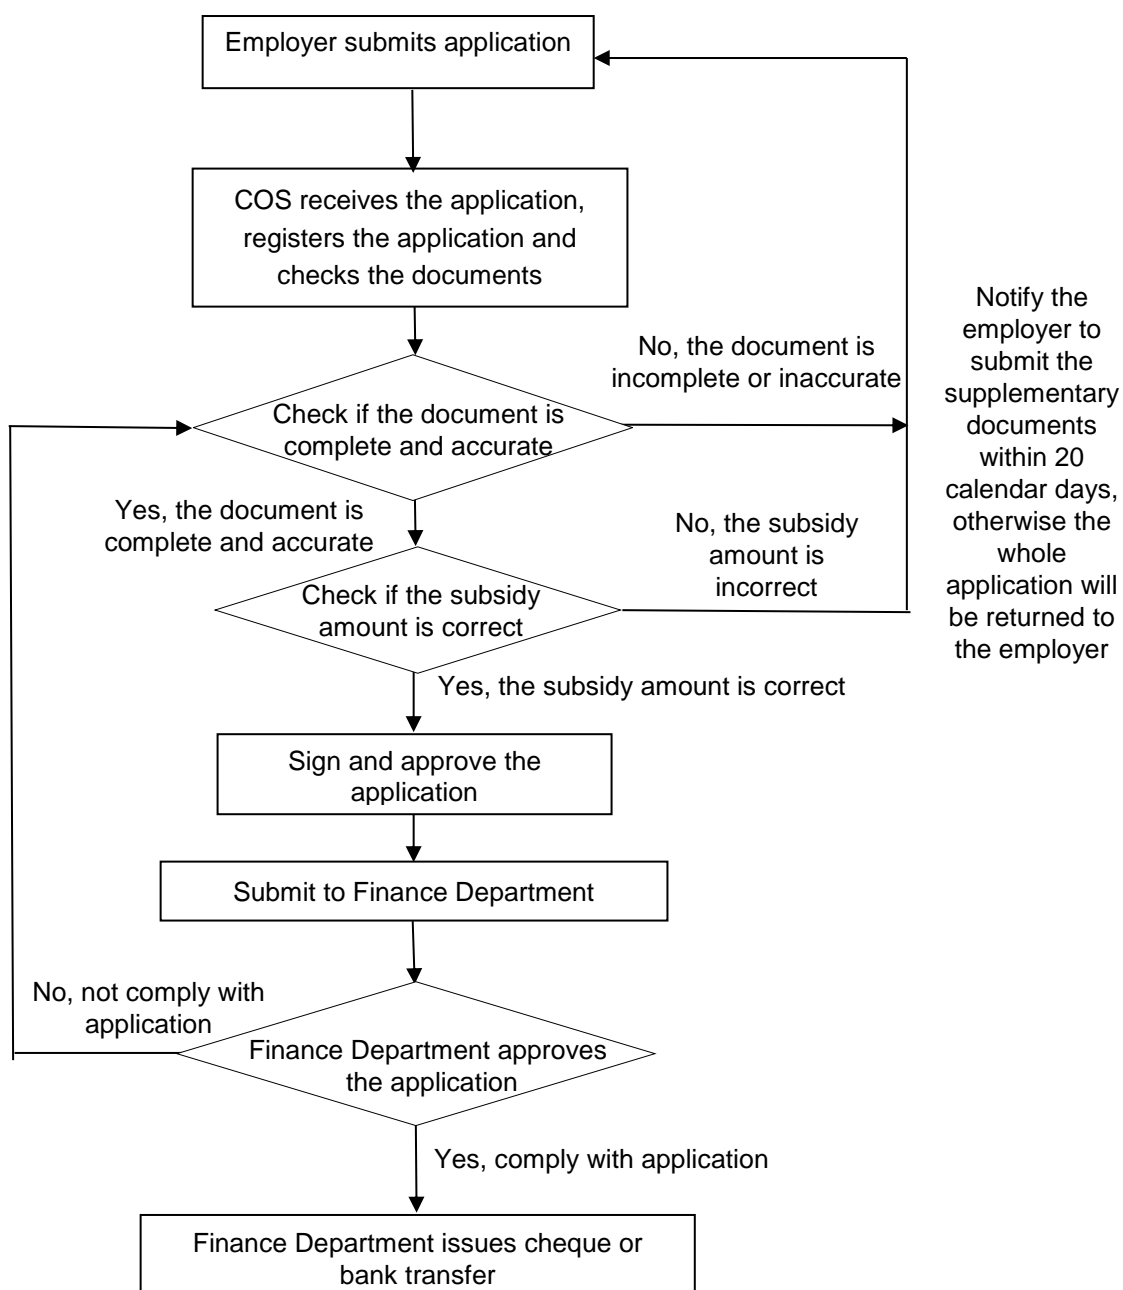 Employer submits application
COS receives the application,
registers the application and
checks the documents
No, the document is
incomplete or inaccurate
Notify the
employer to
submit the
supplementary
documents
within 20
calendar days,
otherwise the
whole
application will
be returned to
the employer
Check if the document is
complete and accurate
Yes, the document is
complete and accurate
No, the subsidy
amount is
incorrect
Check if the subsidy
amount is correct
Yes, the subsidy amount is correct
Sign and approve the
application
Submit to Finance Department
No, not comply with
application
Finance Department approves
the application
Yes, comply with application
Finance Department issues cheque or
bank transfer